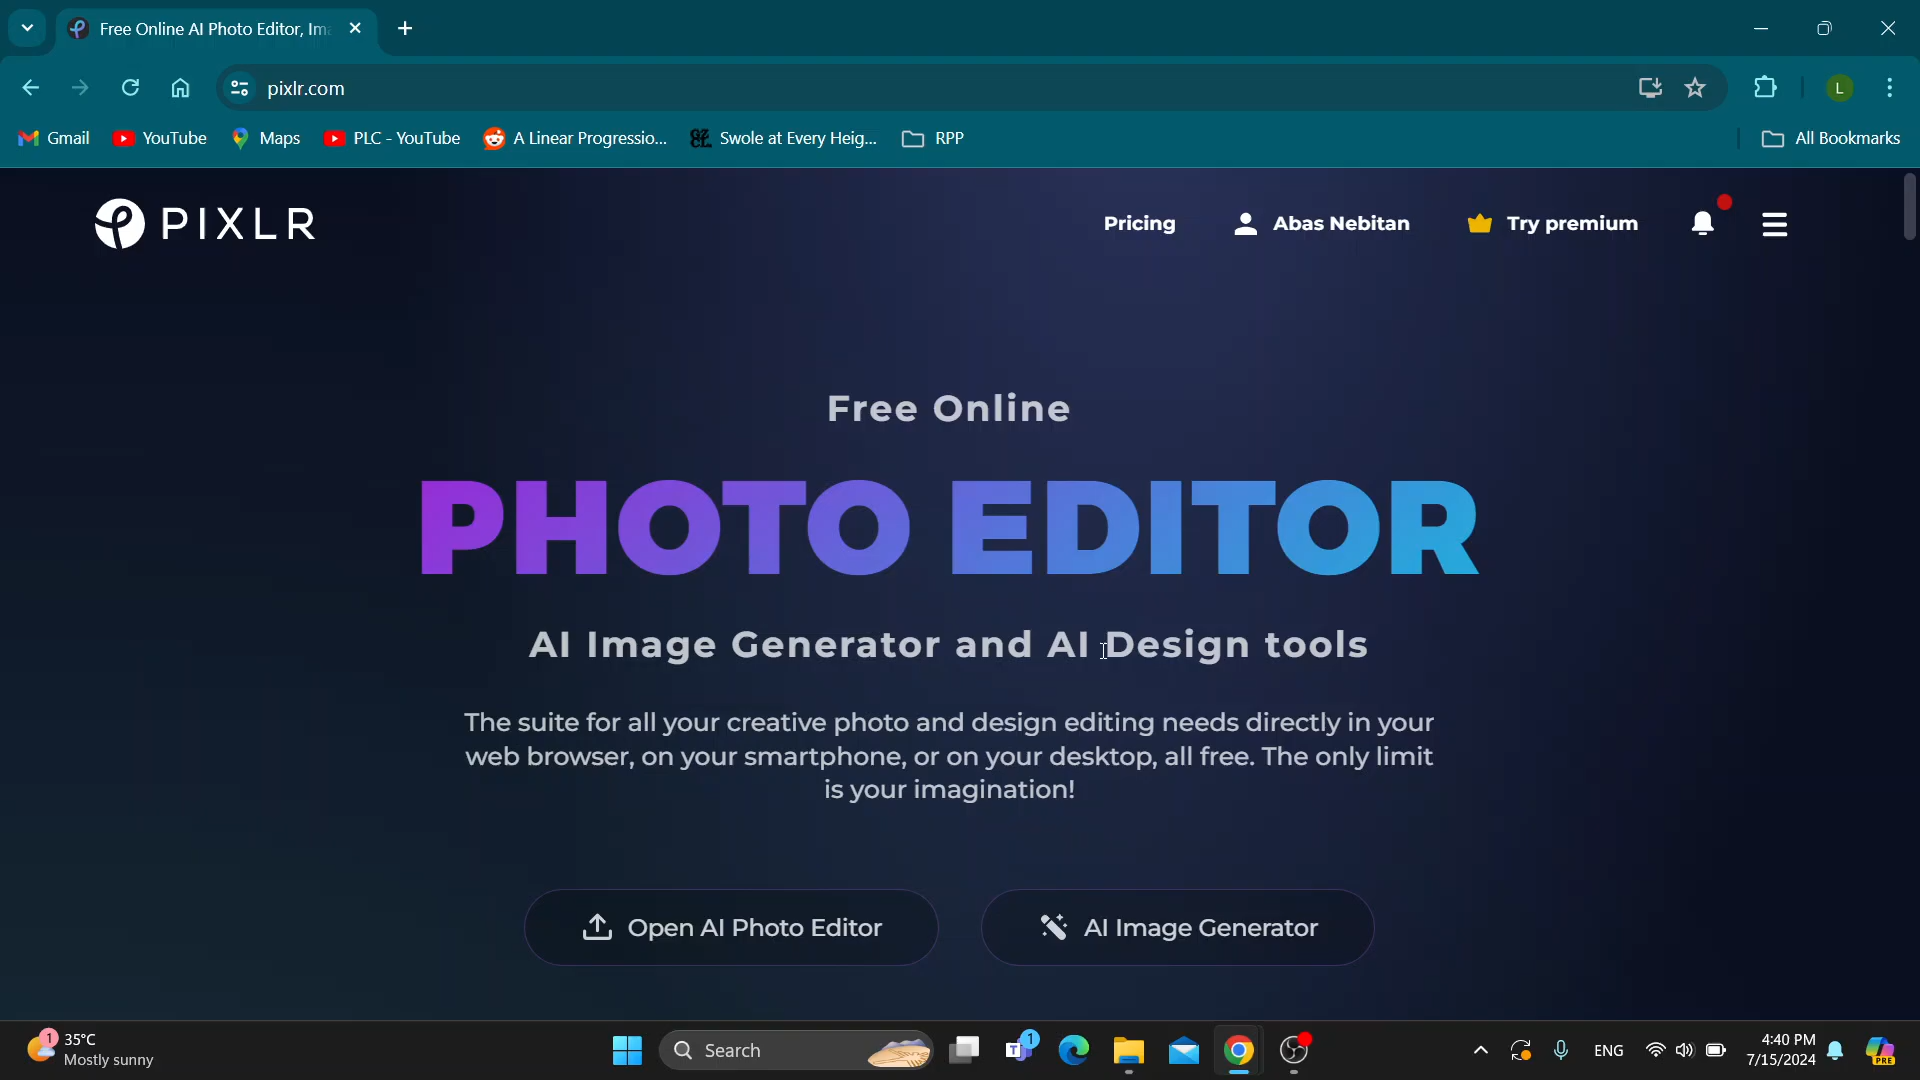 Free Online AI Photo Editor, Im
pixlr.com
L
Gmail
YouTube
Maps
PLC - YouTube
A Linear Progressio...
Swole at Every Heig...
RPP
All Bookmarks
PIXLR
Pricing
Abas Nebitan
Try premium
Free Online
PHOTO EDITOR
AI Image Generator and AI Design tools
The suite for all your creative photo and design editing needs directly in your
web browser, on your smartphone, or on your desktop, all free. The only limit
is your imagination!
Open AI Photo Editor
AI Image Generator
1
35°C
Mostly sunny
Search
T
1
ENG
4:40 PM
7/15/2024
PRE